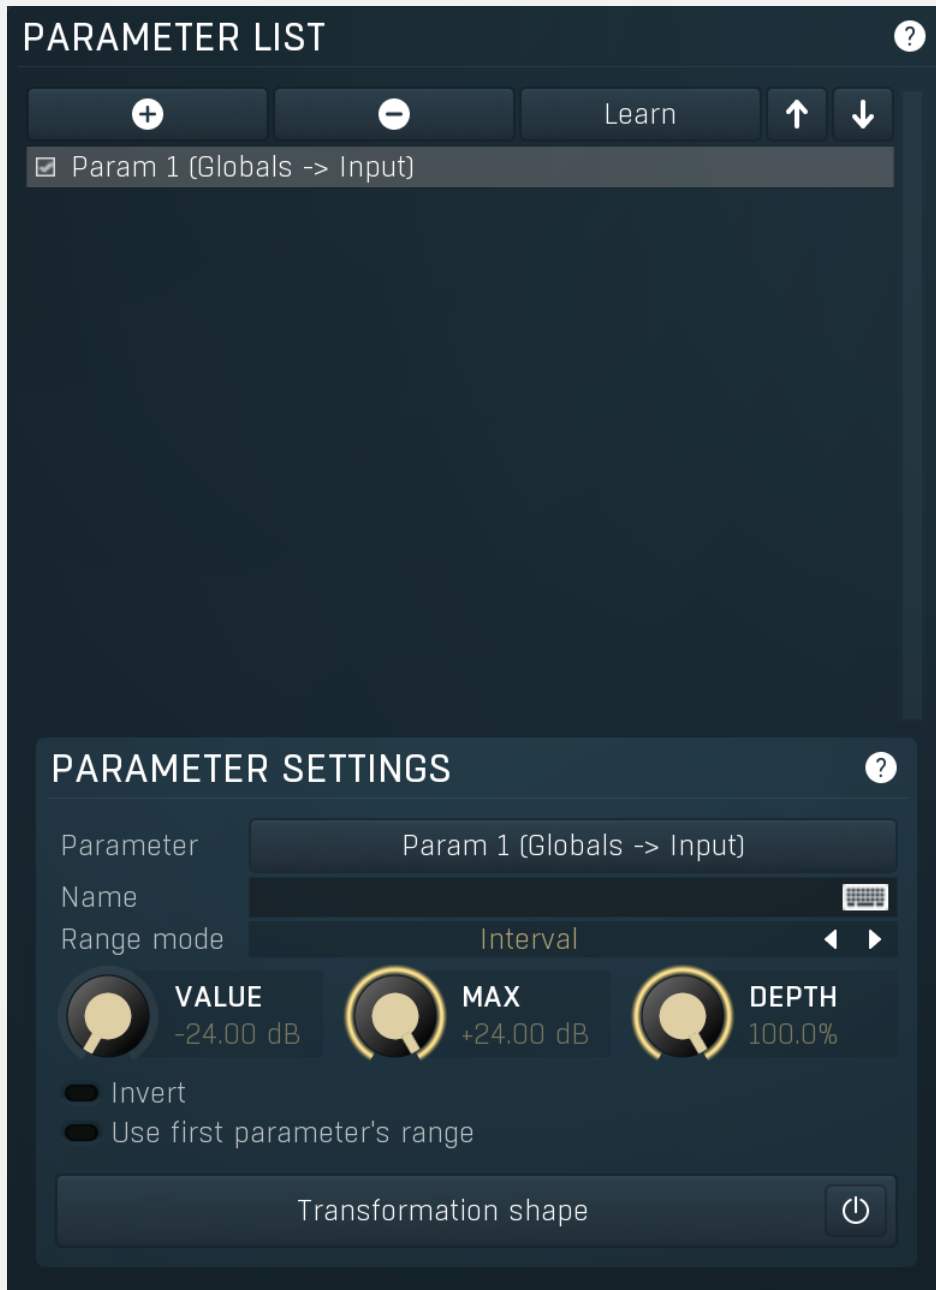 PARAMETER LIST ?
Learn
Param 1 (Globals -> Input)
PARAMETER SETTINGS ?
Parameter Param 1 (Globals -> Input)
Name
Range mode Interval
VALUE MAX DEPTH
-24.00 dB +24.00 dB 100.0%
Invert
Use first parameter's range
Transformation shape